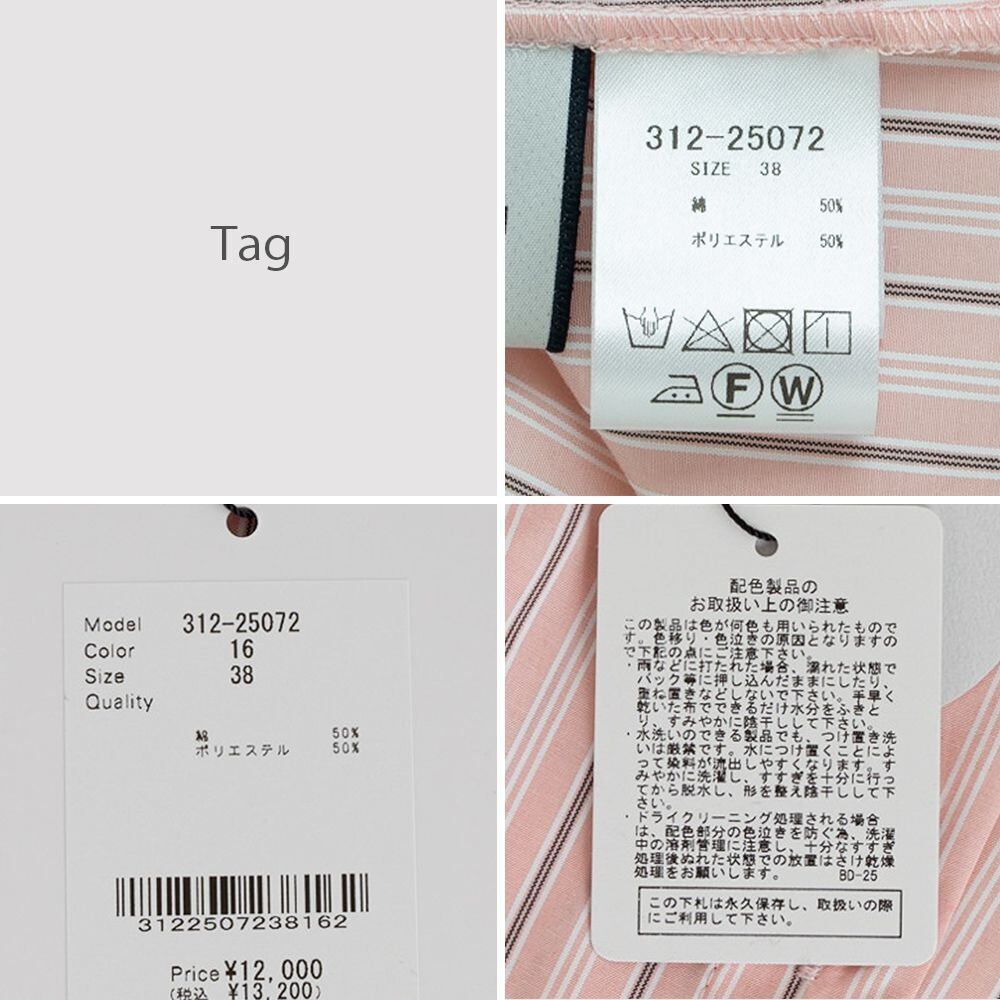 Tag
312-25072
SIZE 38
綿 50%
ポリエステル 50%
F W
Model 312-25072
Color 16
Size 38
Quality
綿 50%
ポリエステル 50%
3122507238162
Price ¥12,000
(税込 ¥13,200)
配色製品の
お取扱い上の御注意
この製品は色が何色も用いられたもので
す。色移り・色泣きの原因となりますの
で下記の点にご注意下さい。
・雨などに打たれた場合、濡れた状態で
バック等に押し込んだままにしたり、
重ね置きなどしないで下さい。手早く
乾いた布でできるだけ水分をふきと
り、すみやかに陰干しして下さい。
・水洗いのできる製品でも、つけ置き洗
いは厳禁です。水につけ置くことによ
って染料が流出しやすくなります。す
みやかに洗濯し、すすぎを十分に行っ
てから脱水し、形を整え陰干しして下
さい。
・ドライクリーニング処理される場合
は、配色部分の色泣きを防ぐ為、洗濯
中の溶剤管理に注意し、十分なすすぎ
処理後ぬれた状態での放置はさけ乾燥
処理をお願いします。 BD-25
この下札は永久保存し、取扱いの際
にご利用して下さい。